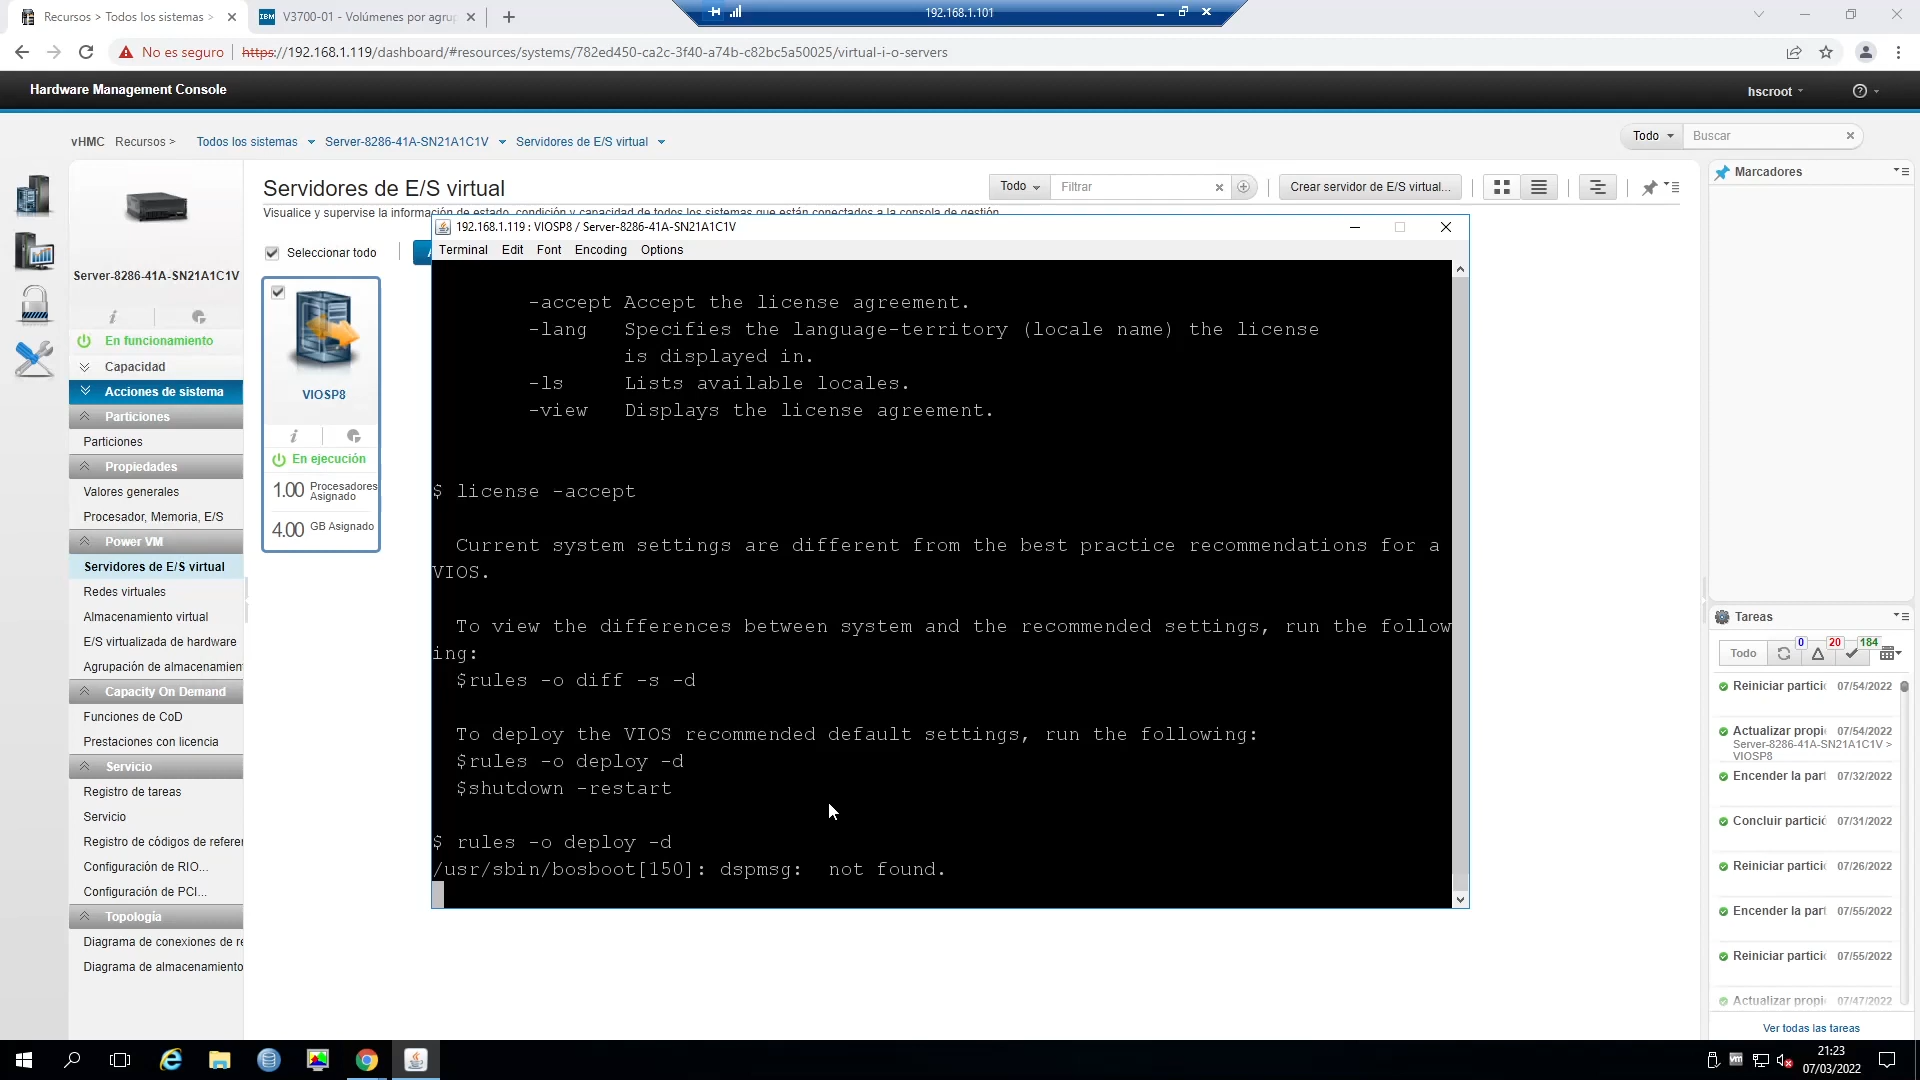 Recursos > Todos los sistemas >
V3700-01 - Volúmenes por agrup
192.168.1.101
No es seguro
https://192.168.1.119/dashboard/#resources/systems/782ed450-ca2c-3f40-a74b-c82bc5a50025/virtual-i-o-servers
Hardware Management Console
hscroot
vHMC Recursos > Todos los sistemas Server-8286-41A-SN21A1C1V Servidores de E/S virtual
Todo Buscar
Servidores de E/S virtual
Todo Filtrar
Crear servidor de E/S virtual...
Visualice y supervise la información de estado, condición y capacidad de todos los sistemas que están conectados a la consola de gestión.
Seleccionar todo
Server-8286-41A-SN21A1C1V
En funcionamiento
Capacidad
Acciones de sistema
Particiones
Particiones
Propiedades
Valores generales
Procesador, Memoria, E/S
Power VM
Servidores de E/S virtual
Redes virtuales
Almacenamiento virtual
E/S virtualizada de hardware
Agrupación de almacenamien
Capacity On Demand
Funciones de CoD
Prestaciones con licencia
Servicio
Registro de tareas
Servicio
Registro de códigos de referen
Configuración de RIO...
Configuración de PCI...
Topología
Diagrama de conexiones de re
Diagrama de almacenamiento
VIOSP8
En ejecución
1.00 Procesadores
Asignado
4.00 GB Asignado
192.168.1.119 : VIOSP8 / Server-8286-41A-SN21A1C1V
Terminal Edit Font Encoding Options
-accept Accept the license agreement.
-lang Specifies the language-territory (locale name) the license
is displayed in.
-ls Lists available locales.
-view Displays the license agreement.
$ license -accept
Current system settings are different from the best practice recommendations for a
VIOS.
To view the differences between system and the recommended settings, run the follow
ing:
$rules -o diff -s -d
To deploy the VIOS recommended default settings, run the following:
$rules -o deploy -d
$shutdown -restart
$ rules -o deploy -d
/usr/sbin/bosboot[150]: dspmsg:  not found.
Marcadores
Tareas
Todo 0 20 184
Reiniciar partici 07/54/2022
Actualizar propi 07/54/2022
Server-8286-41A-SN21A1C1V >
VIOSP8
Encender la part 07/32/2022
Concluir partici 07/31/2022
Reiniciar partici 07/26/2022
Encender la part 07/55/2022
Reiniciar partici 07/55/2022
Actualizar propi 07/47/2022
Ver todas las tareas
21:23
07/03/2022